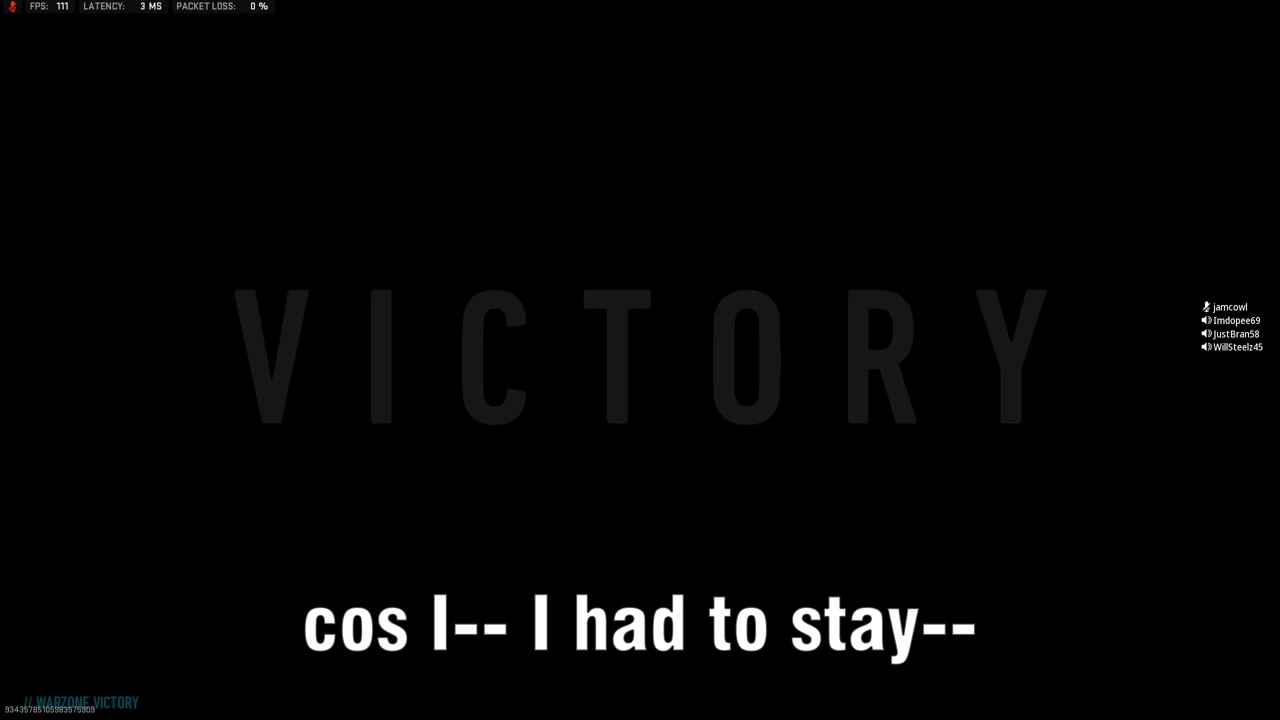 FPS: 111 LATENCY: 3 MS PACKET LOSS: 0 %
VICTORY
jamcowl
Imdopee69
JustBran58
WillSteelz45
cos I-- I had to stay--
// WARZONE VICTORY